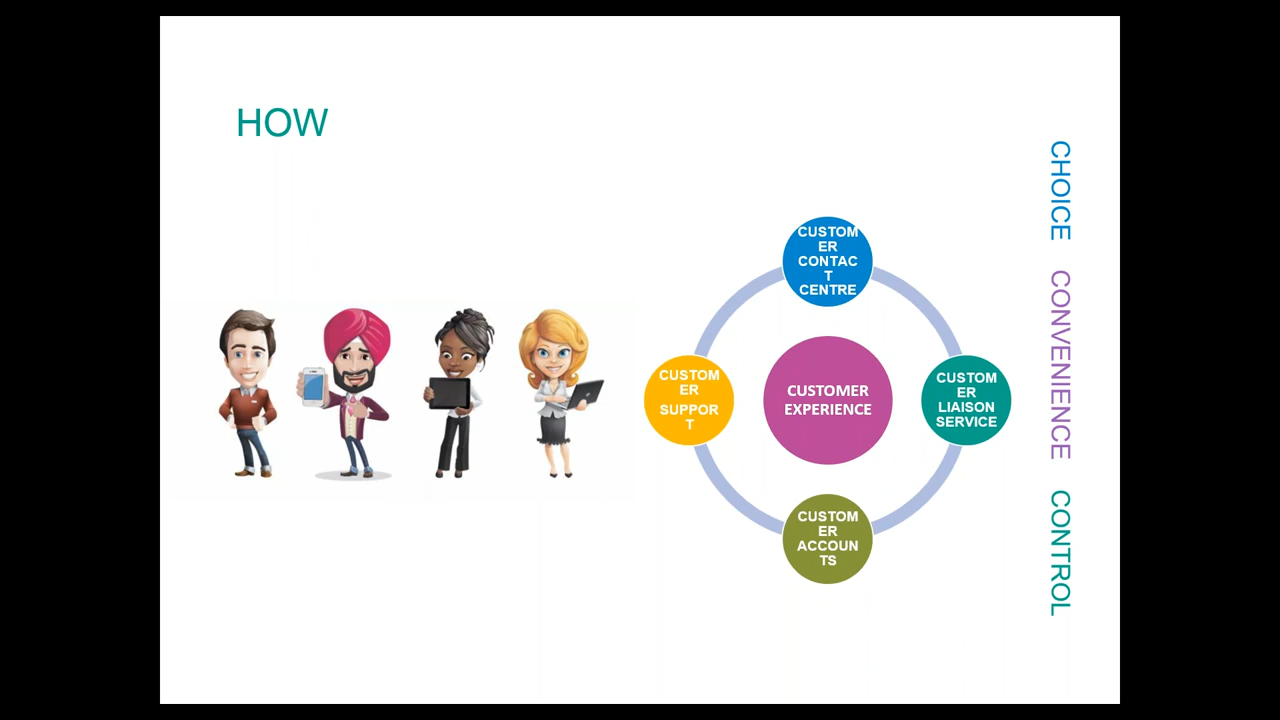 HOW
CUSTOM
ER
CONTAC
T
CENTRE
CUSTOM
ER
SUPPOR
T
CUSTOMER
EXPERIENCE
CUSTOM
ER
LIAISON
SERVICE
CUSTOM
ER
ACCOUN
TS
CHOICE
CONVENIENCE
CONTROL